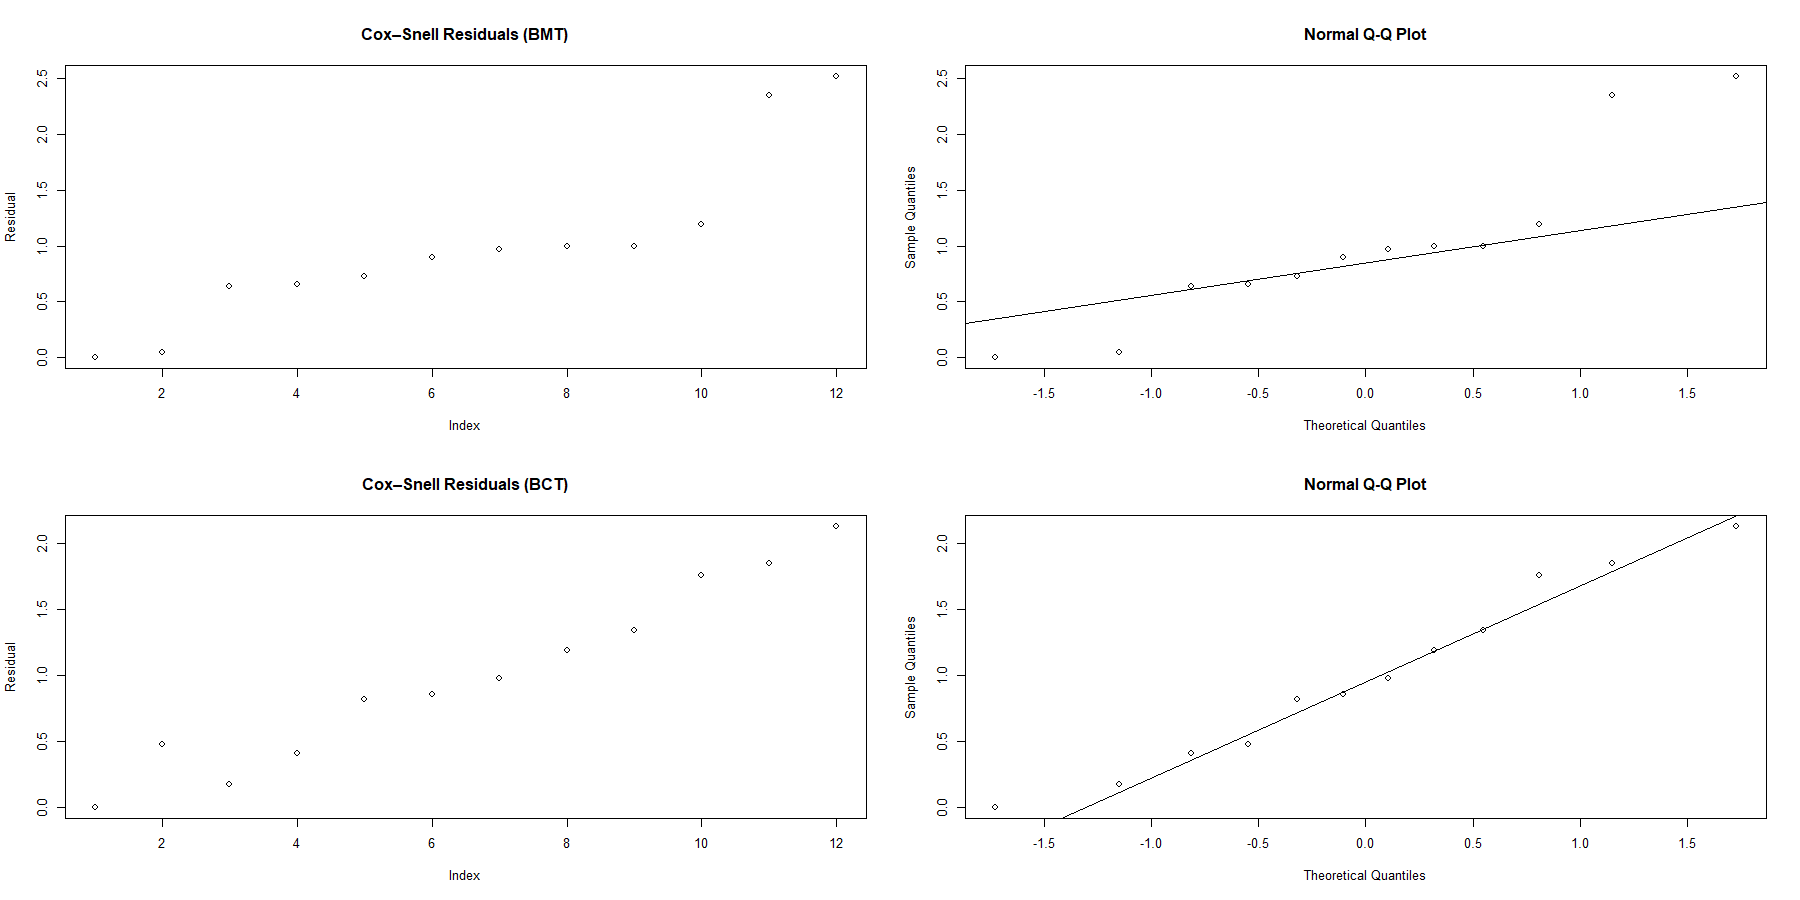 Cox–Snell Residuals (BMT)
Residual
2.5
2.0
1.5
1.0
0.5
0.0
2 4 6 8 10 12
Index
Normal Q-Q Plot
Sample Quantiles
2.5
2.0
1.5
1.0
0.5
0.0
-1.5 -1.0 -0.5 0.0 0.5 1.0 1.5
Theoretical Quantiles
Cox–Snell Residuals (BCT)
Residual
2.0
1.5
1.0
0.5
0.0
2 4 6 8 10 12
Index
Normal Q-Q Plot
Sample Quantiles
2.0
1.5
1.0
0.5
0.0
-1.5 -1.0 -0.5 0.0 0.5 1.0 1.5
Theoretical Quantiles